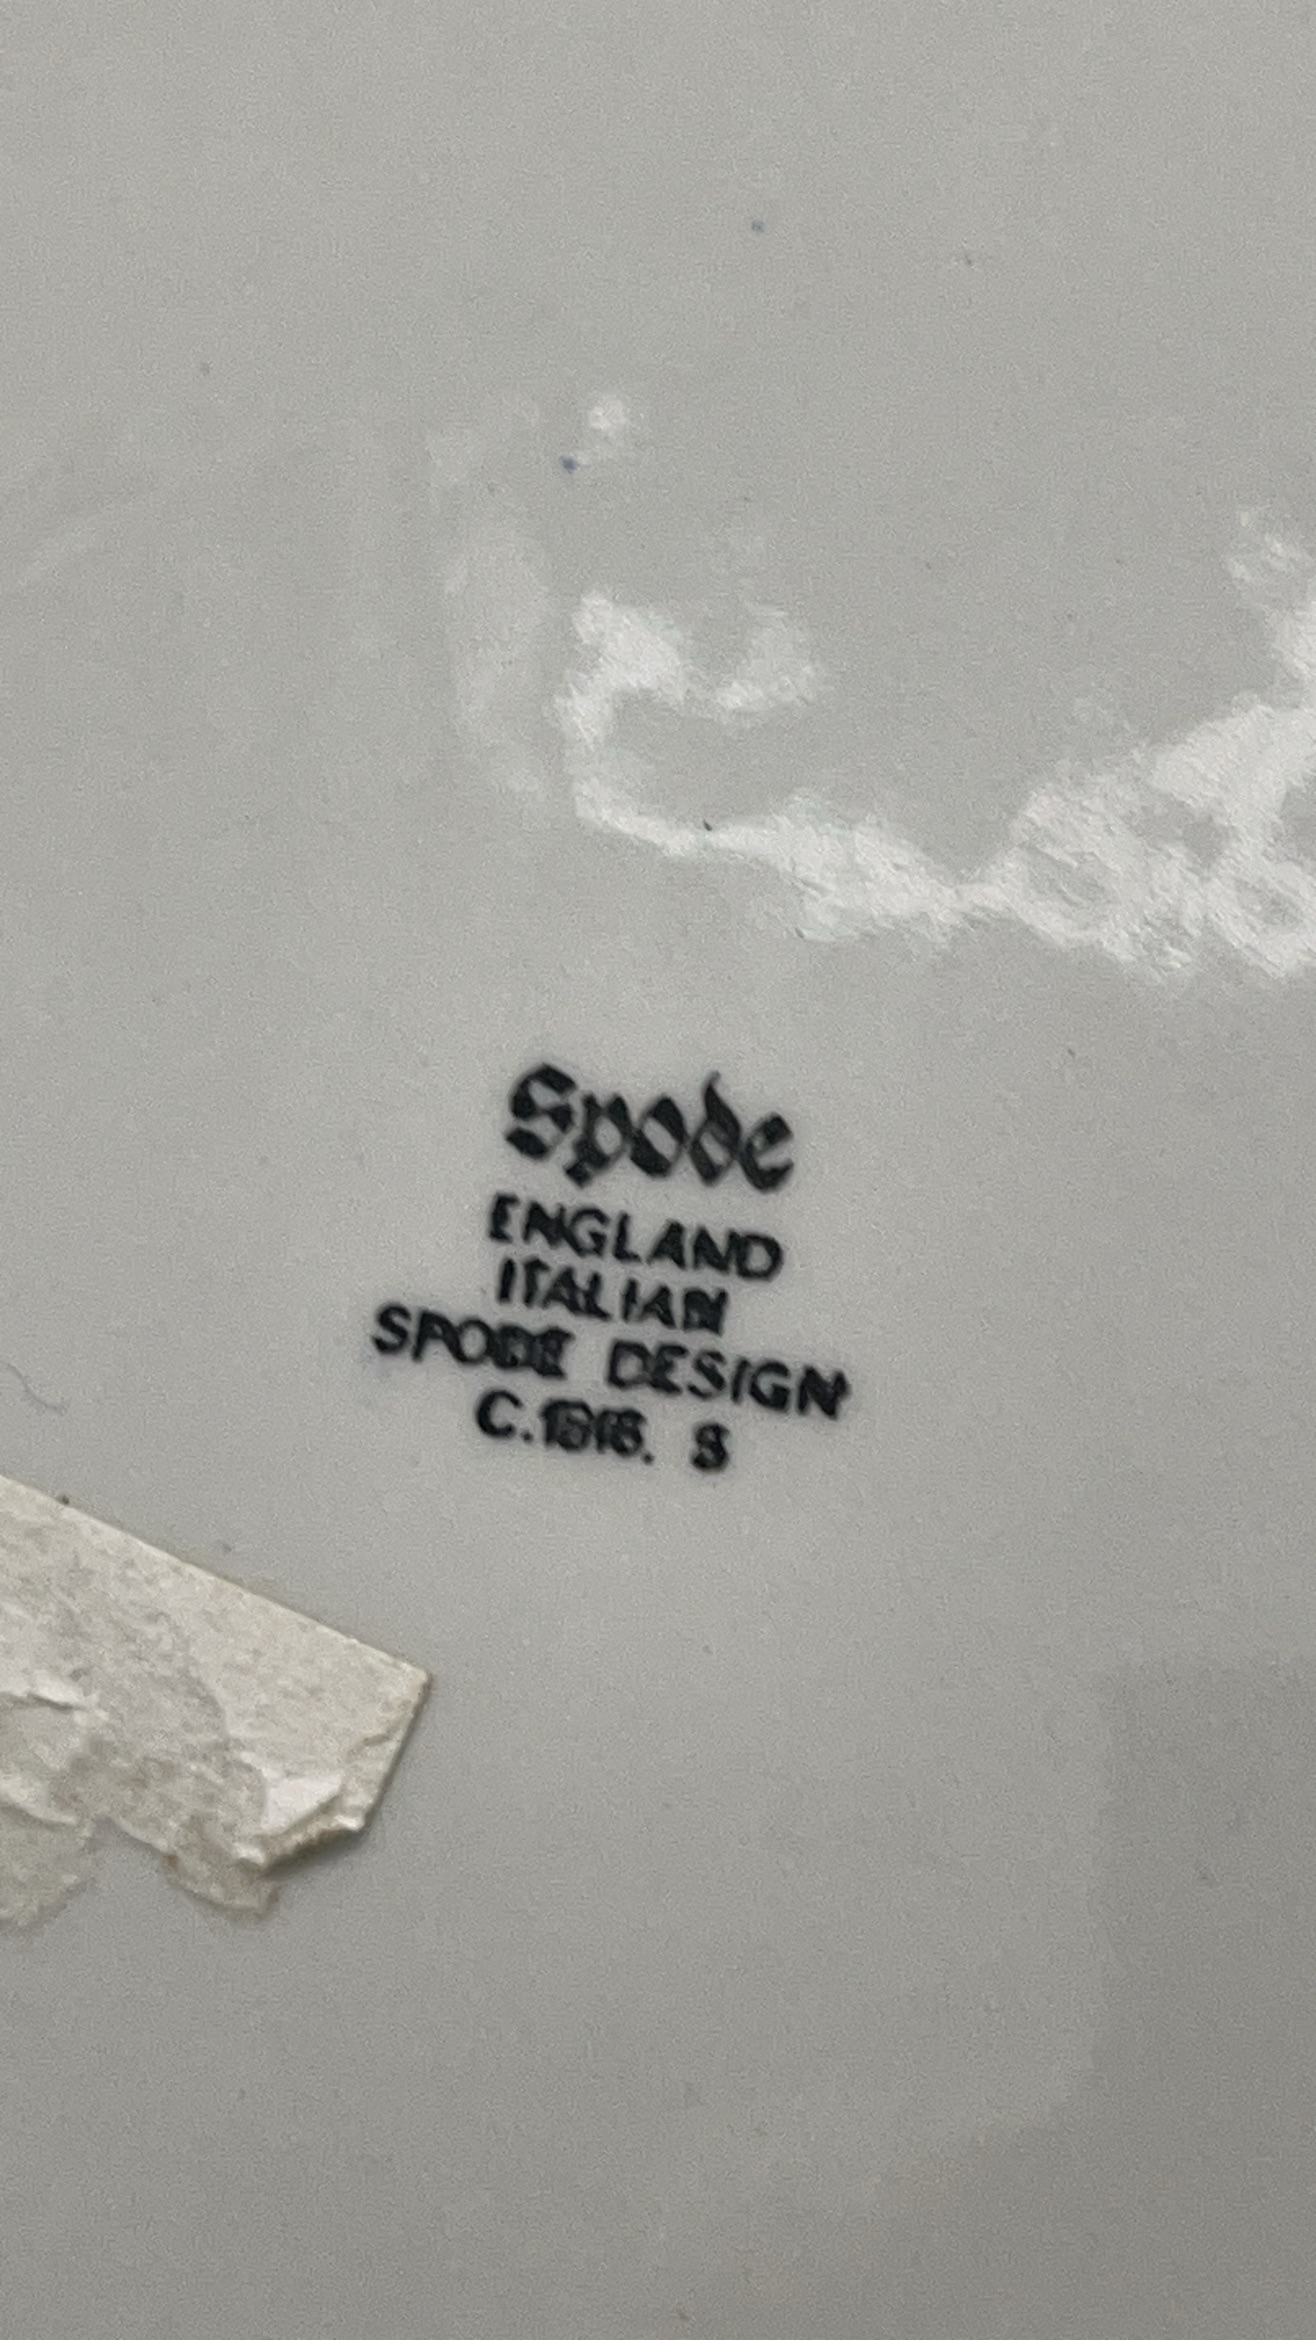 Spode
ENGLAND
ITALIAN
SPODE DESIGN
C.1816. S